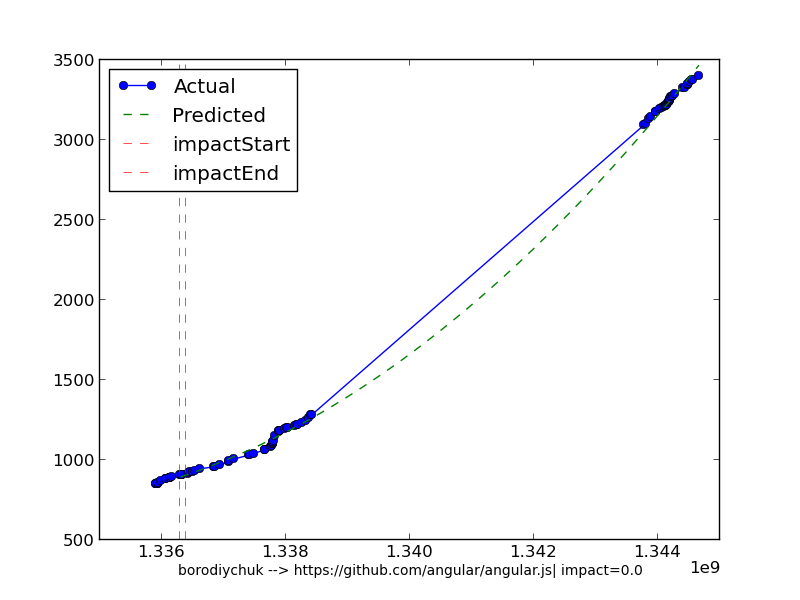 3500
3000
2500
2000
1500
1000
500
Actual
Predicted
impactStart
impactEnd
1.336 1.338 1.340 1.342 1.344
1e9
borodiychuk --> https://github.com/angular/angular.js| impact=0.0